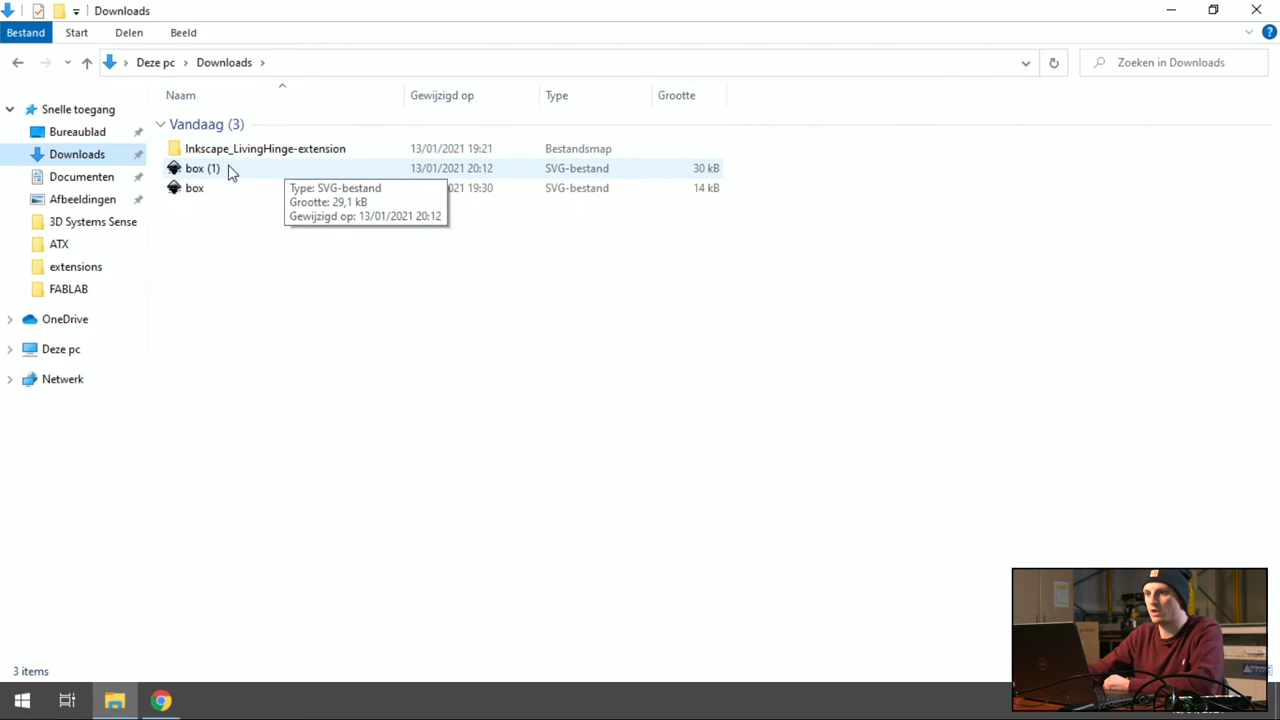 Downloads
Bestand Start Delen Beeld
Deze pc Downloads
Zoeken in Downloads
Naam Gewijzigd op Type Grootte
Snelle toegang
Bureaublad
Downloads
Documenten
Afbeeldingen
3D Systems Sense
ATX
extensions
FABLAB
OneDrive
Deze pc
Netwerk
Vandaag (3)
Inkscape_LivingHinge-extension 13/01/2021 19:21 Bestandsmap
box (1) 13/01/2021 20:12 SVG-bestand 30 kB
box 2021 19:30 SVG-bestand 14 kB
Type: SVG-bestand
Grootte: 29,1 kB
Gewijzigd op: 13/01/2021 20:12
3 items